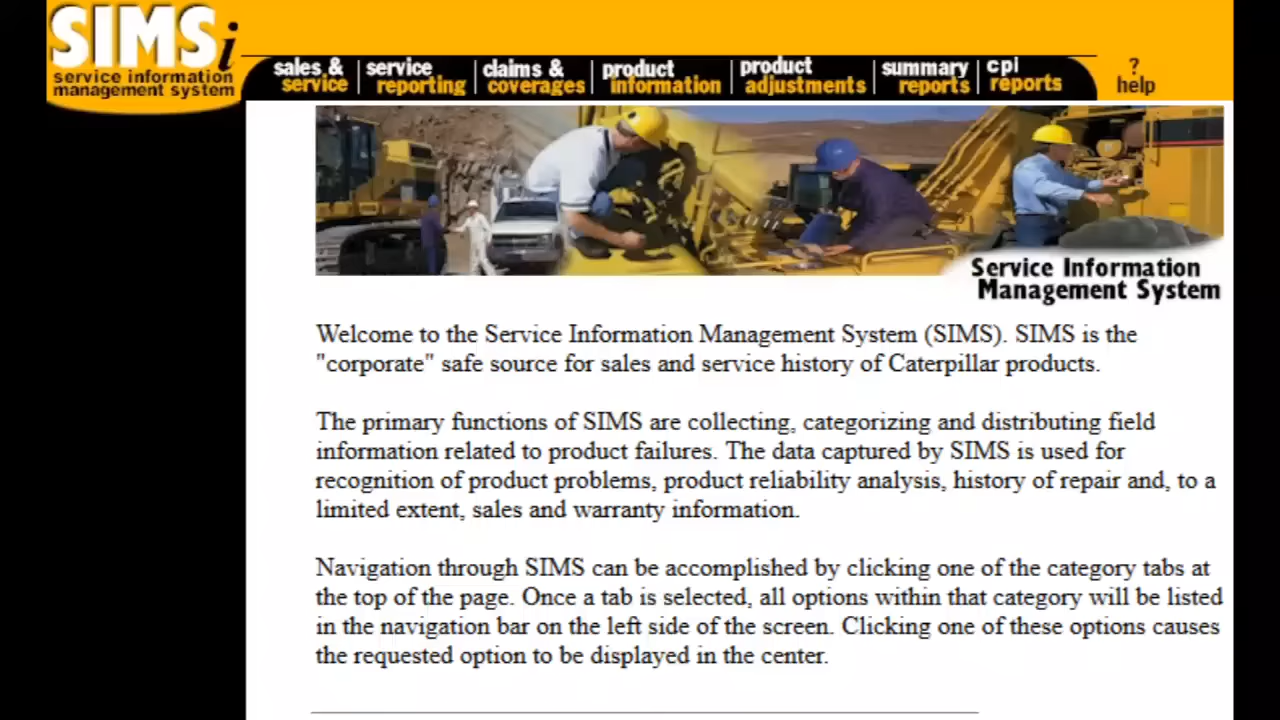 SIMSi
service information
management system
sales &
service
service
reporting
claims &
coverages
product
information
product
adjustments
summary
reports
cpi
reports
?
help
Service Information
Management System
Welcome to the Service Information Management System (SIMS). SIMS is the
"corporate" safe source for sales and service history of Caterpillar products.
The primary functions of SIMS are collecting, categorizing and distributing field
information related to product failures. The data captured by SIMS is used for
recognition of product problems, product reliability analysis, history of repair and, to a
limited extent, sales and warranty information.
Navigation through SIMS can be accomplished by clicking one of the category tabs at
the top of the page. Once a tab is selected, all options within that category will be listed
in the navigation bar on the left side of the screen. Clicking one of these options causes
the requested option to be displayed in the center.